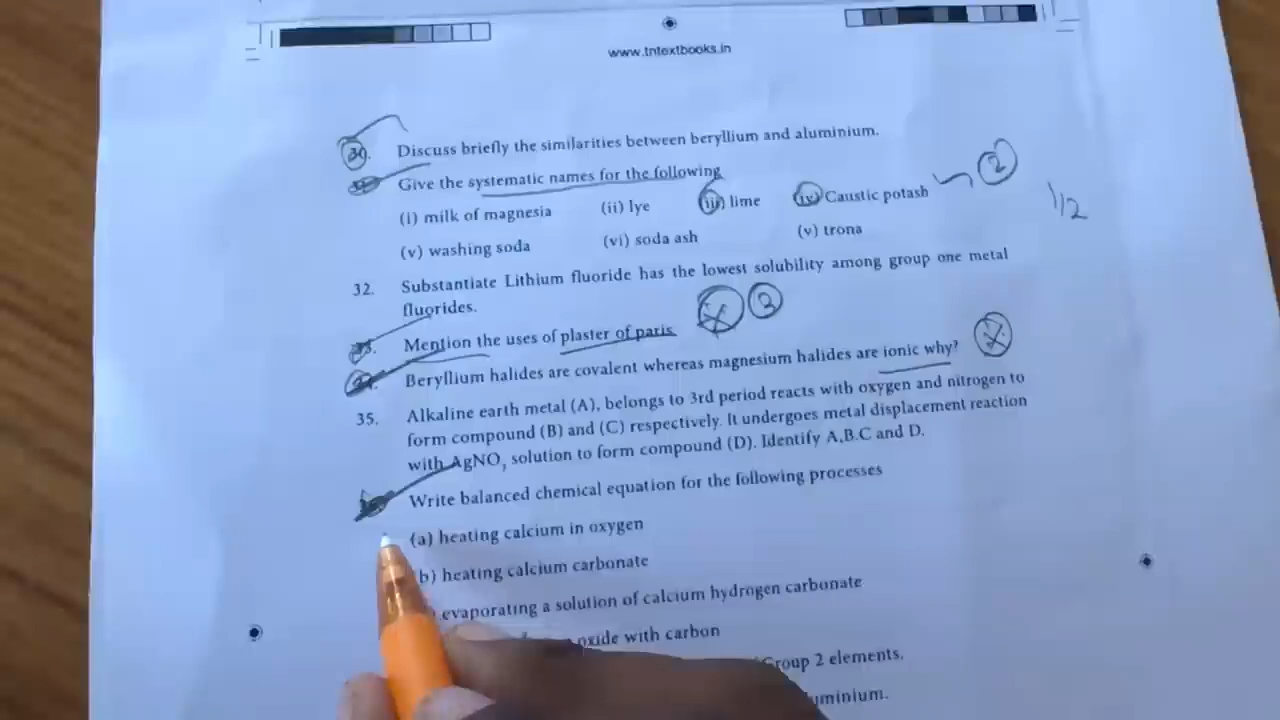 www.tntextbooks.in
30. Discuss briefly the similarities between beryllium and aluminium.
Give the systematic names for the following
(i) milk of magnesia (ii) lye (iii) lime (iv) Caustic potash 2
1/2
(v) washing soda (vi) soda ash (v) trona
32. Substantiate Lithium fluoride has the lowest solubility among group one metal
fluorides.
Mention the uses of plaster of paris. 3
Beryllium halides are covalent whereas magnesium halides are ionic why?
35. Alkaline earth metal (A), belongs to 3rd period reacts with oxygen and nitrogen to
form compound (B) and (C) respectively. It undergoes metal displacement reaction
with AgNO3 solution to form compound (D). Identify A,B.C and D.
Write balanced chemical equation for the following processes
(a) heating calcium in oxygen
b) heating calcium carbonate
evaporating a solution of calcium hydrogen carbonate
oxide with carbon
Group 2 elements.
uminium.